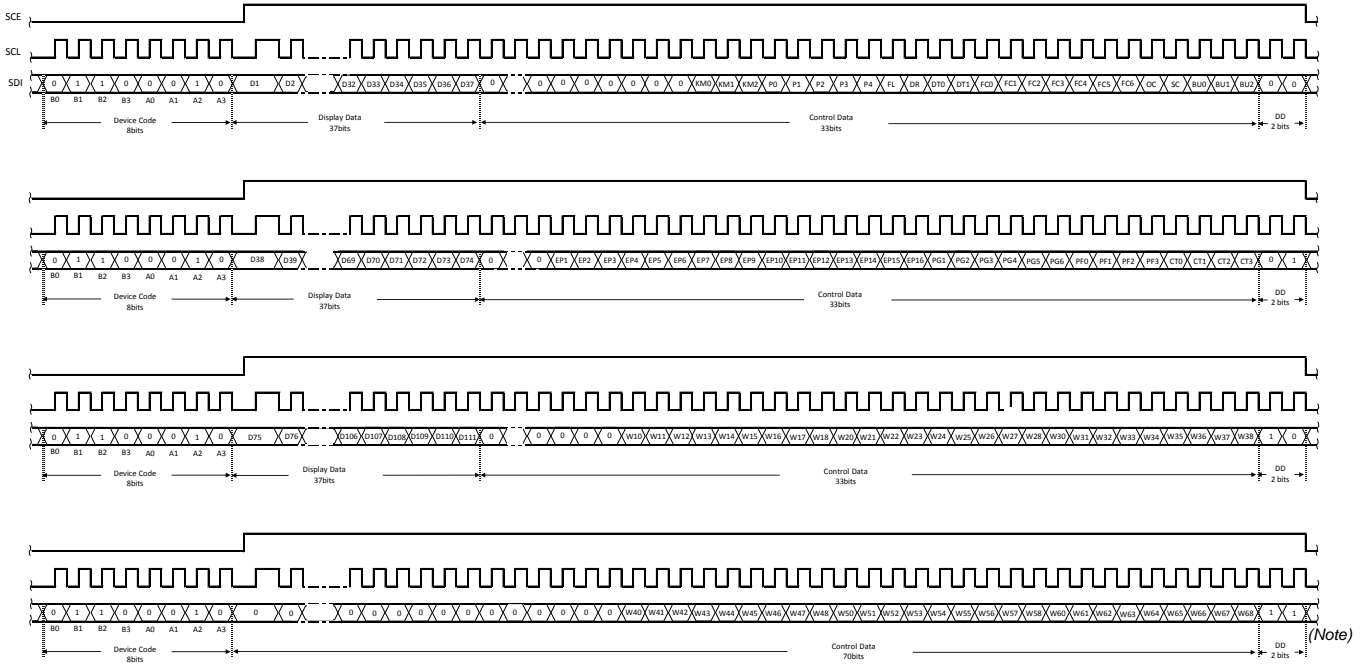 SCE
SCL
SDI 0 1 1 0 0 0 1 0 D1 D2 D32 D33 D34 D35 D36 D37 0 0 0 0 0 0 0 0 KM0 KM1 KM2 P0 P1 P2 P3 P4 FL DR DT0 DT1 FC0 FC1 FC2 FC3 FC4 FC5 FC6 OC SC BU0 BU1 BU2 0 0
B0 B1 B2 B3 A0 A1 A2 A3
Device Code Display Data Control Data DD
8bits 37bits 33bits 2 bits
0 1 1 0 0 0 1 0 D38 D39 D69 D70 D71 D72 D73 D74 0 0 EP1 EP2 EP3 EP4 EP5 EP6 EP7 EP8 EP9 EP10 EP11 EP12 EP13 EP14 EP15 EP16 PG1 PG2 PG3 PG4 PG5 PG6 PF0 PF1 PF2 PF3 CT0 CT1 CT2 CT3 0 1
B0 B1 B2 B3 A0 A1 A2 A3
Device Code Display Data Control Data DD
8bits 37bits 33bits 2 bits
0 1 1 0 0 0 1 0 D75 D76 D106 D107 D108 D109 D110 D111 0 0 0 0 0 W10 W11 W12 W13 W14 W15 W16 W17 W18 W20 W21 W22 W23 W24 W25 W26 W27 W28 W30 W31 W32 W33 W34 W35 W36 W37 W38 1 0
B0 B1 B2 B3 A0 A1 A2 A3
Device Code Display Data Control Data DD
8bits 37bits 33bits 2 bits
0 1 1 0 0 0 1 0 0 0 0 0 0 0 0 0 0 0 0 0 0 0 W40 W41 W42 W43 W44 W45 W46 W47 W48 W50 W51 W52 W53 W54 W55 W56 W57 W58 W60 W61 W62 W63 W64 W65 W66 W67 W68 1 1
B0 B1 B2 B3 A0 A1 A2 A3
Device Code Control Data DD
8bits 70bits 2 bits
(Note)